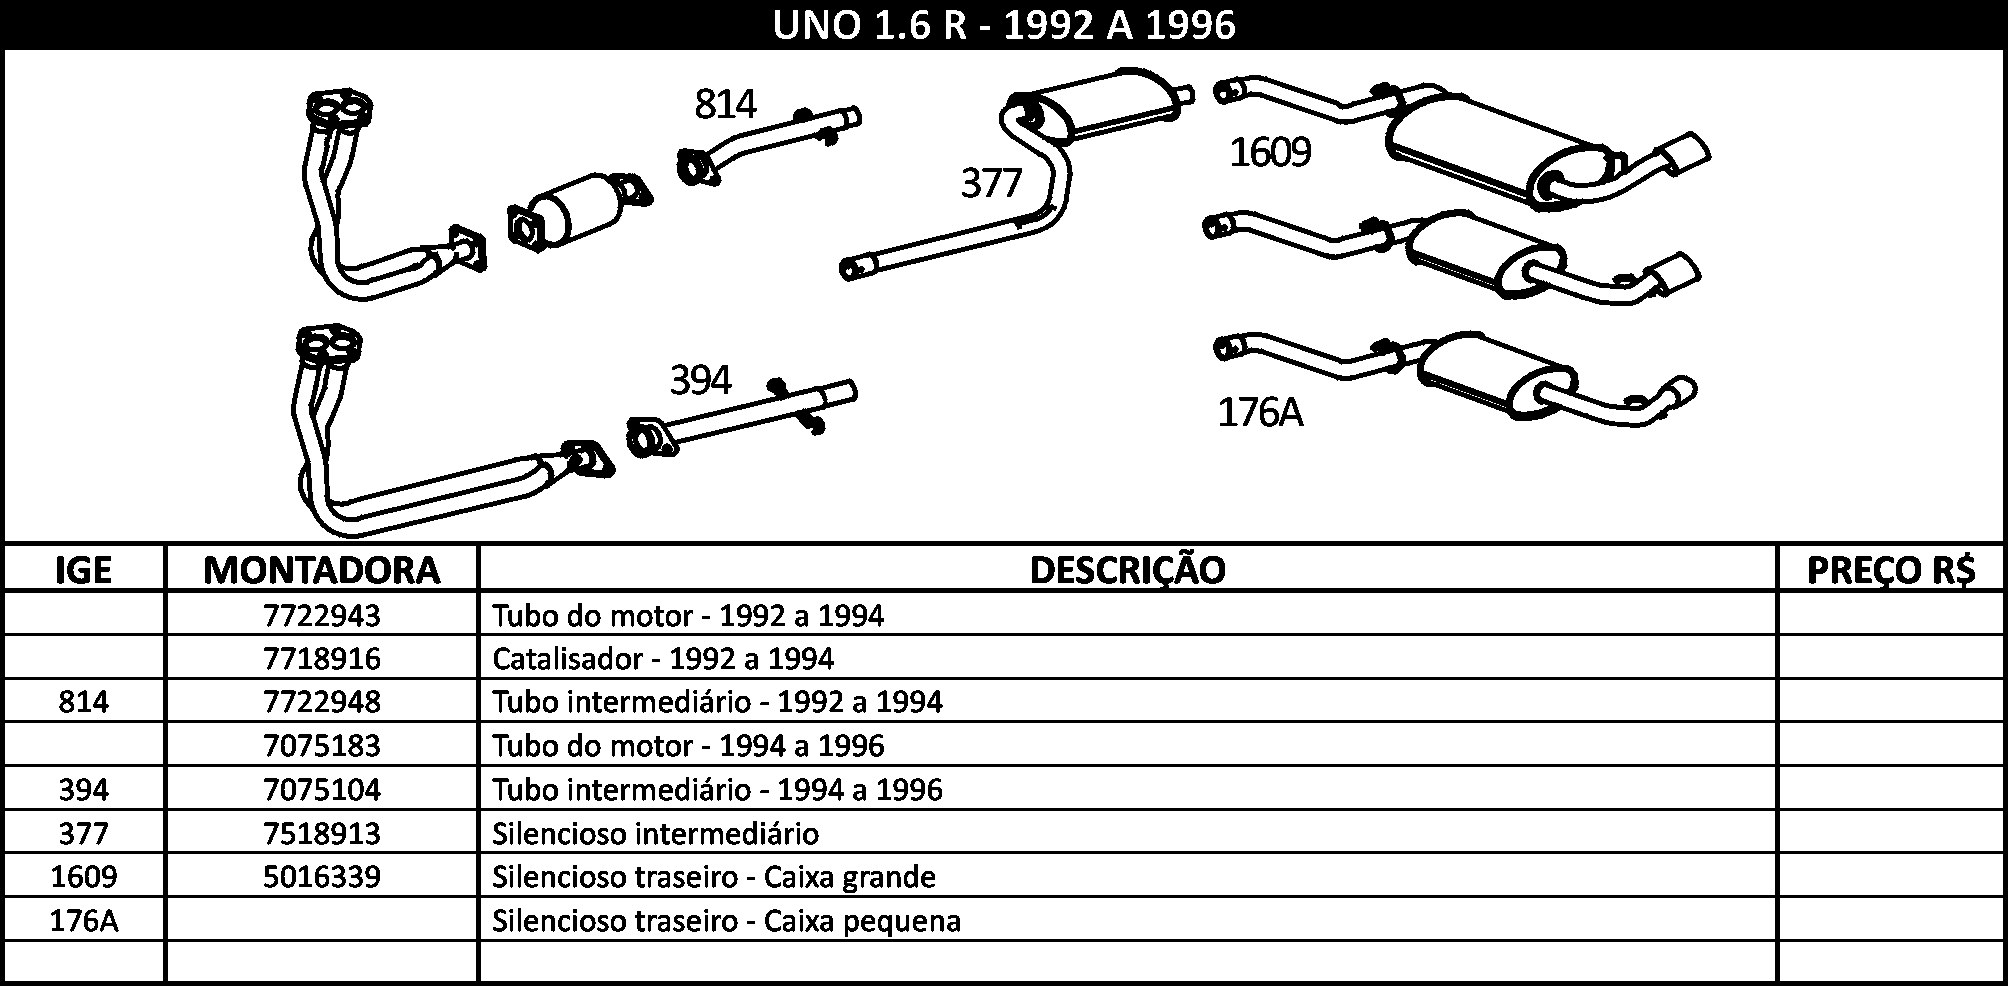 UNO 1.6 R - 1992 A 1996
814
377
1609
394
176A
IGE MONTADORA DESCRIÇÃO PREÇO R$
7722943 Tubo do motor - 1992 a 1994
7718916 Catalisador - 1992 a 1994
814 7722948 Tubo intermediário - 1992 a 1994
7075183 Tubo do motor - 1994 a 1996
394 7075104 Tubo intermediário - 1994 a 1996
377 7518913 Silencioso intermediário
1609 5016339 Silencioso traseiro - Caixa grande
176A Silencioso traseiro - Caixa pequena